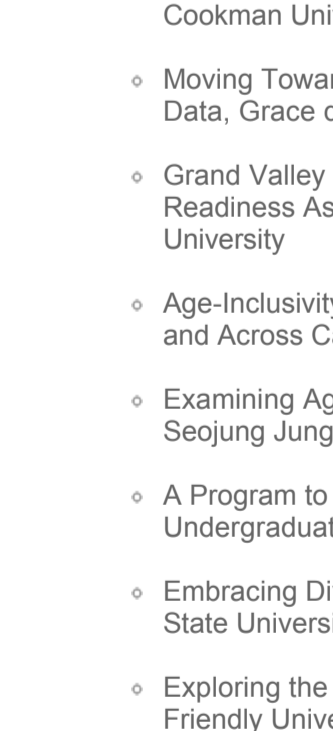 Cookman Uni
Moving Towar
Data, Grace
Grand Valley
Readiness As
University
Age-Inclusivity
and Across Ca
Examining Ag
Seojung Jung
A Program to
Undergraduat
Embracing Di
State Universi
Exploring the
Friendly Unive